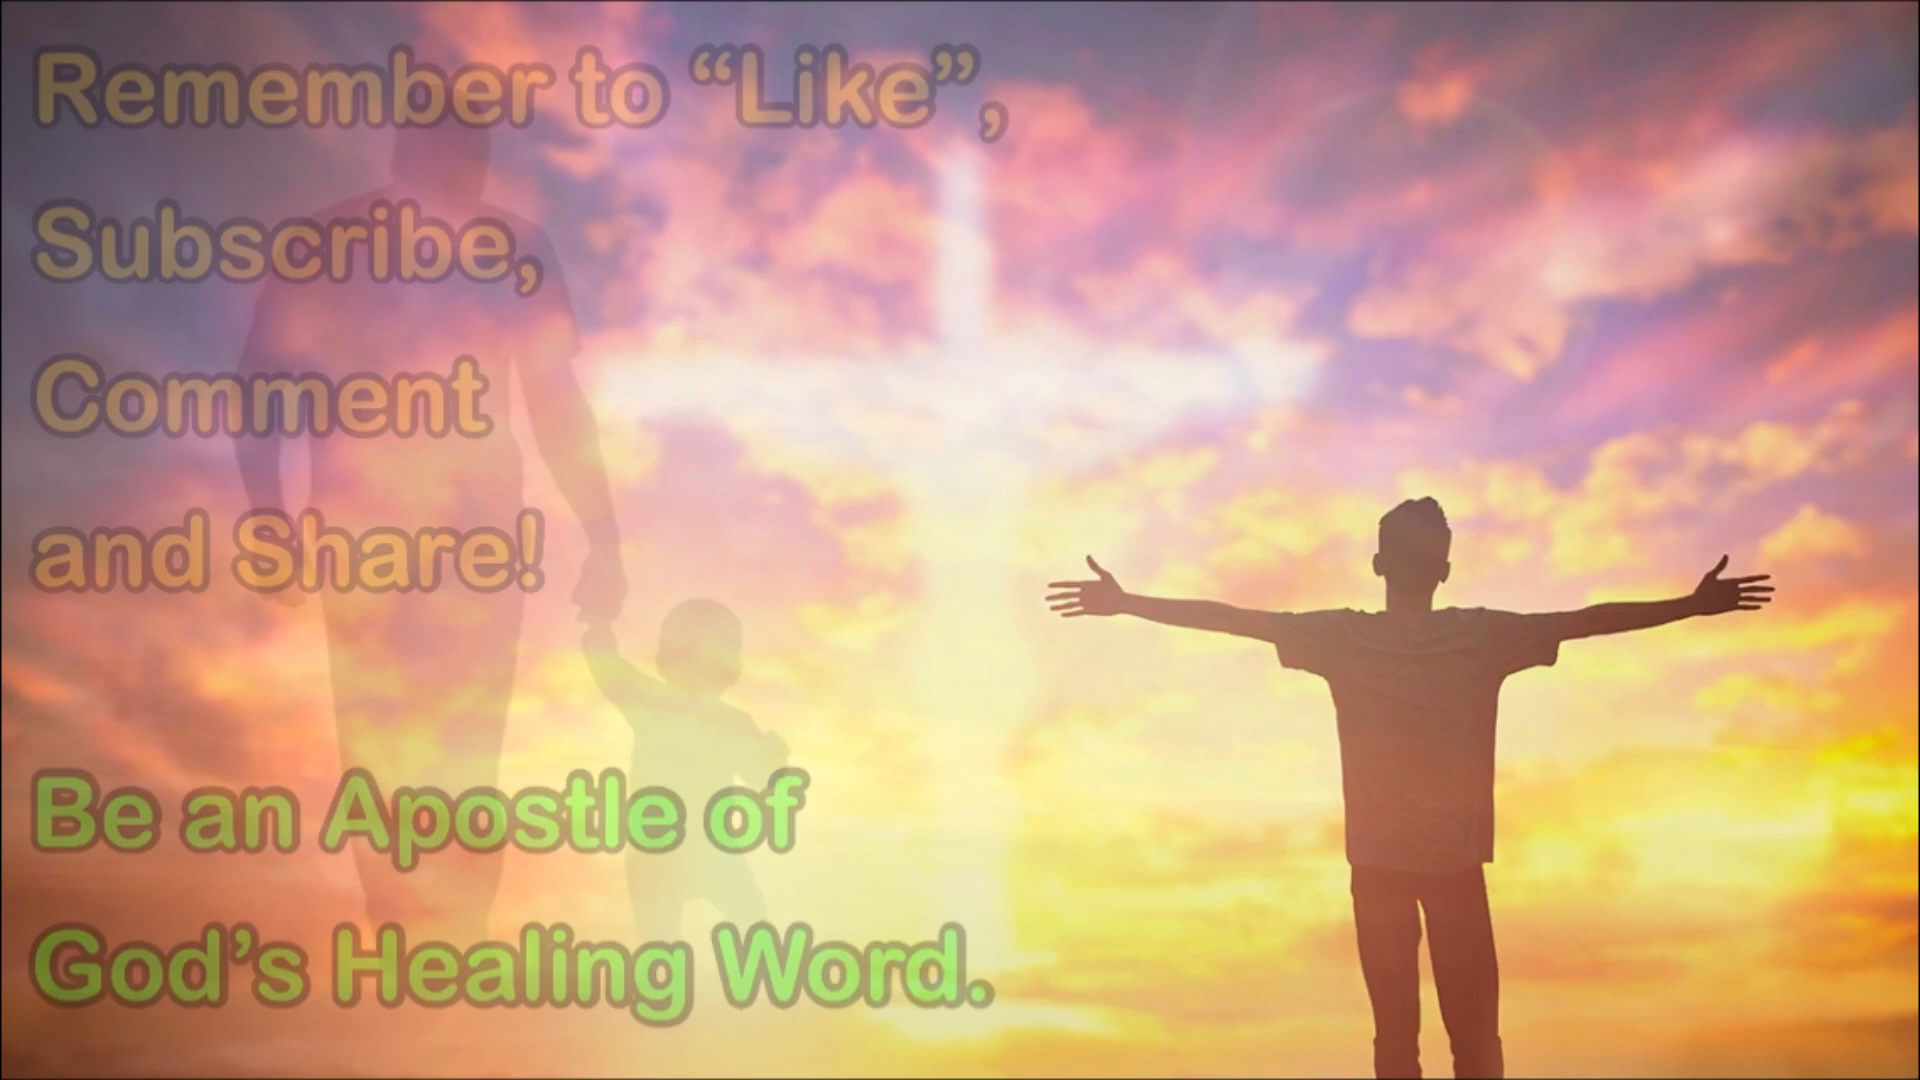 Remember to “Like”,
Subscribe,
Comment
and Share!
Be an Apostle of
God’s Healing Word.